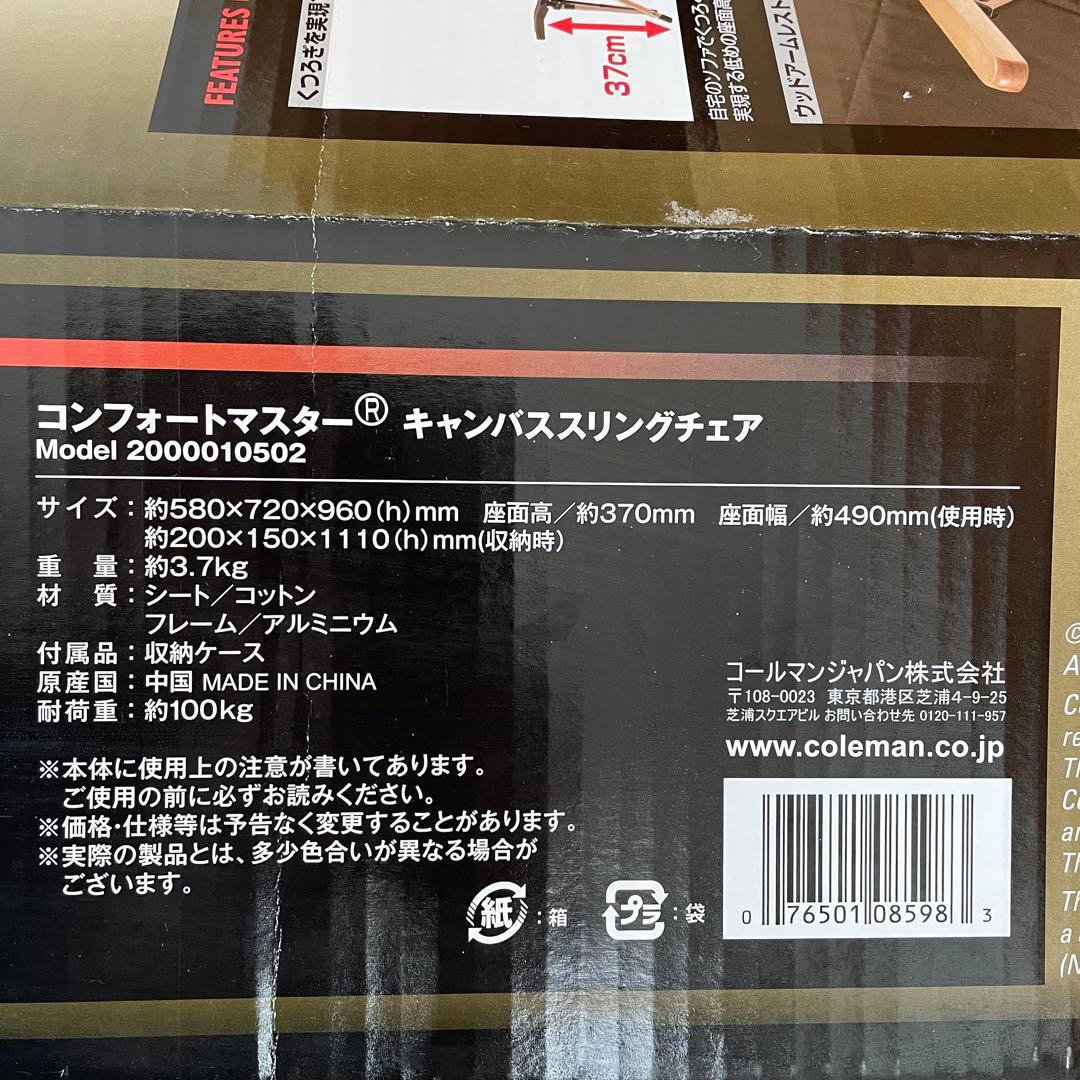 FEATURES
くつろぎを実現
37cm
自宅のソファでくつろ
実現する低めの座面高
ウッドアームレスト
コンフォートマスター® キャンバススリングチェア
Model 2000010502
サイズ：約580×720×960(h)mm 座面高／約370mm 座面幅／約490mm(使用時)
約200×150×1110(h)mm(収納時)
重 量：約3.7kg
材 質：シート／コットン
フレーム／アルミニウム
付属品：収納ケース
原産国：中国 MADE IN CHINA
耐荷重：約100kg
※本体に使用上の注意が書いてあります。
ご使用の前に必ずお読みください。
※価格・仕様等は予告なく変更することがあります。
※実際の製品とは、多少色合いが異なる場合が
ございます。
紙：箱
プラ：袋
コールマンジャパン株式会社
〒108-0023 東京都港区芝浦4-9-25
芝浦スクエアビル お問い合わせ先 0120-111-957
www.coleman.co.jp
0 76501 08598 3
©
A
Co
re
Th
Co
an
Th
Th
a
(N